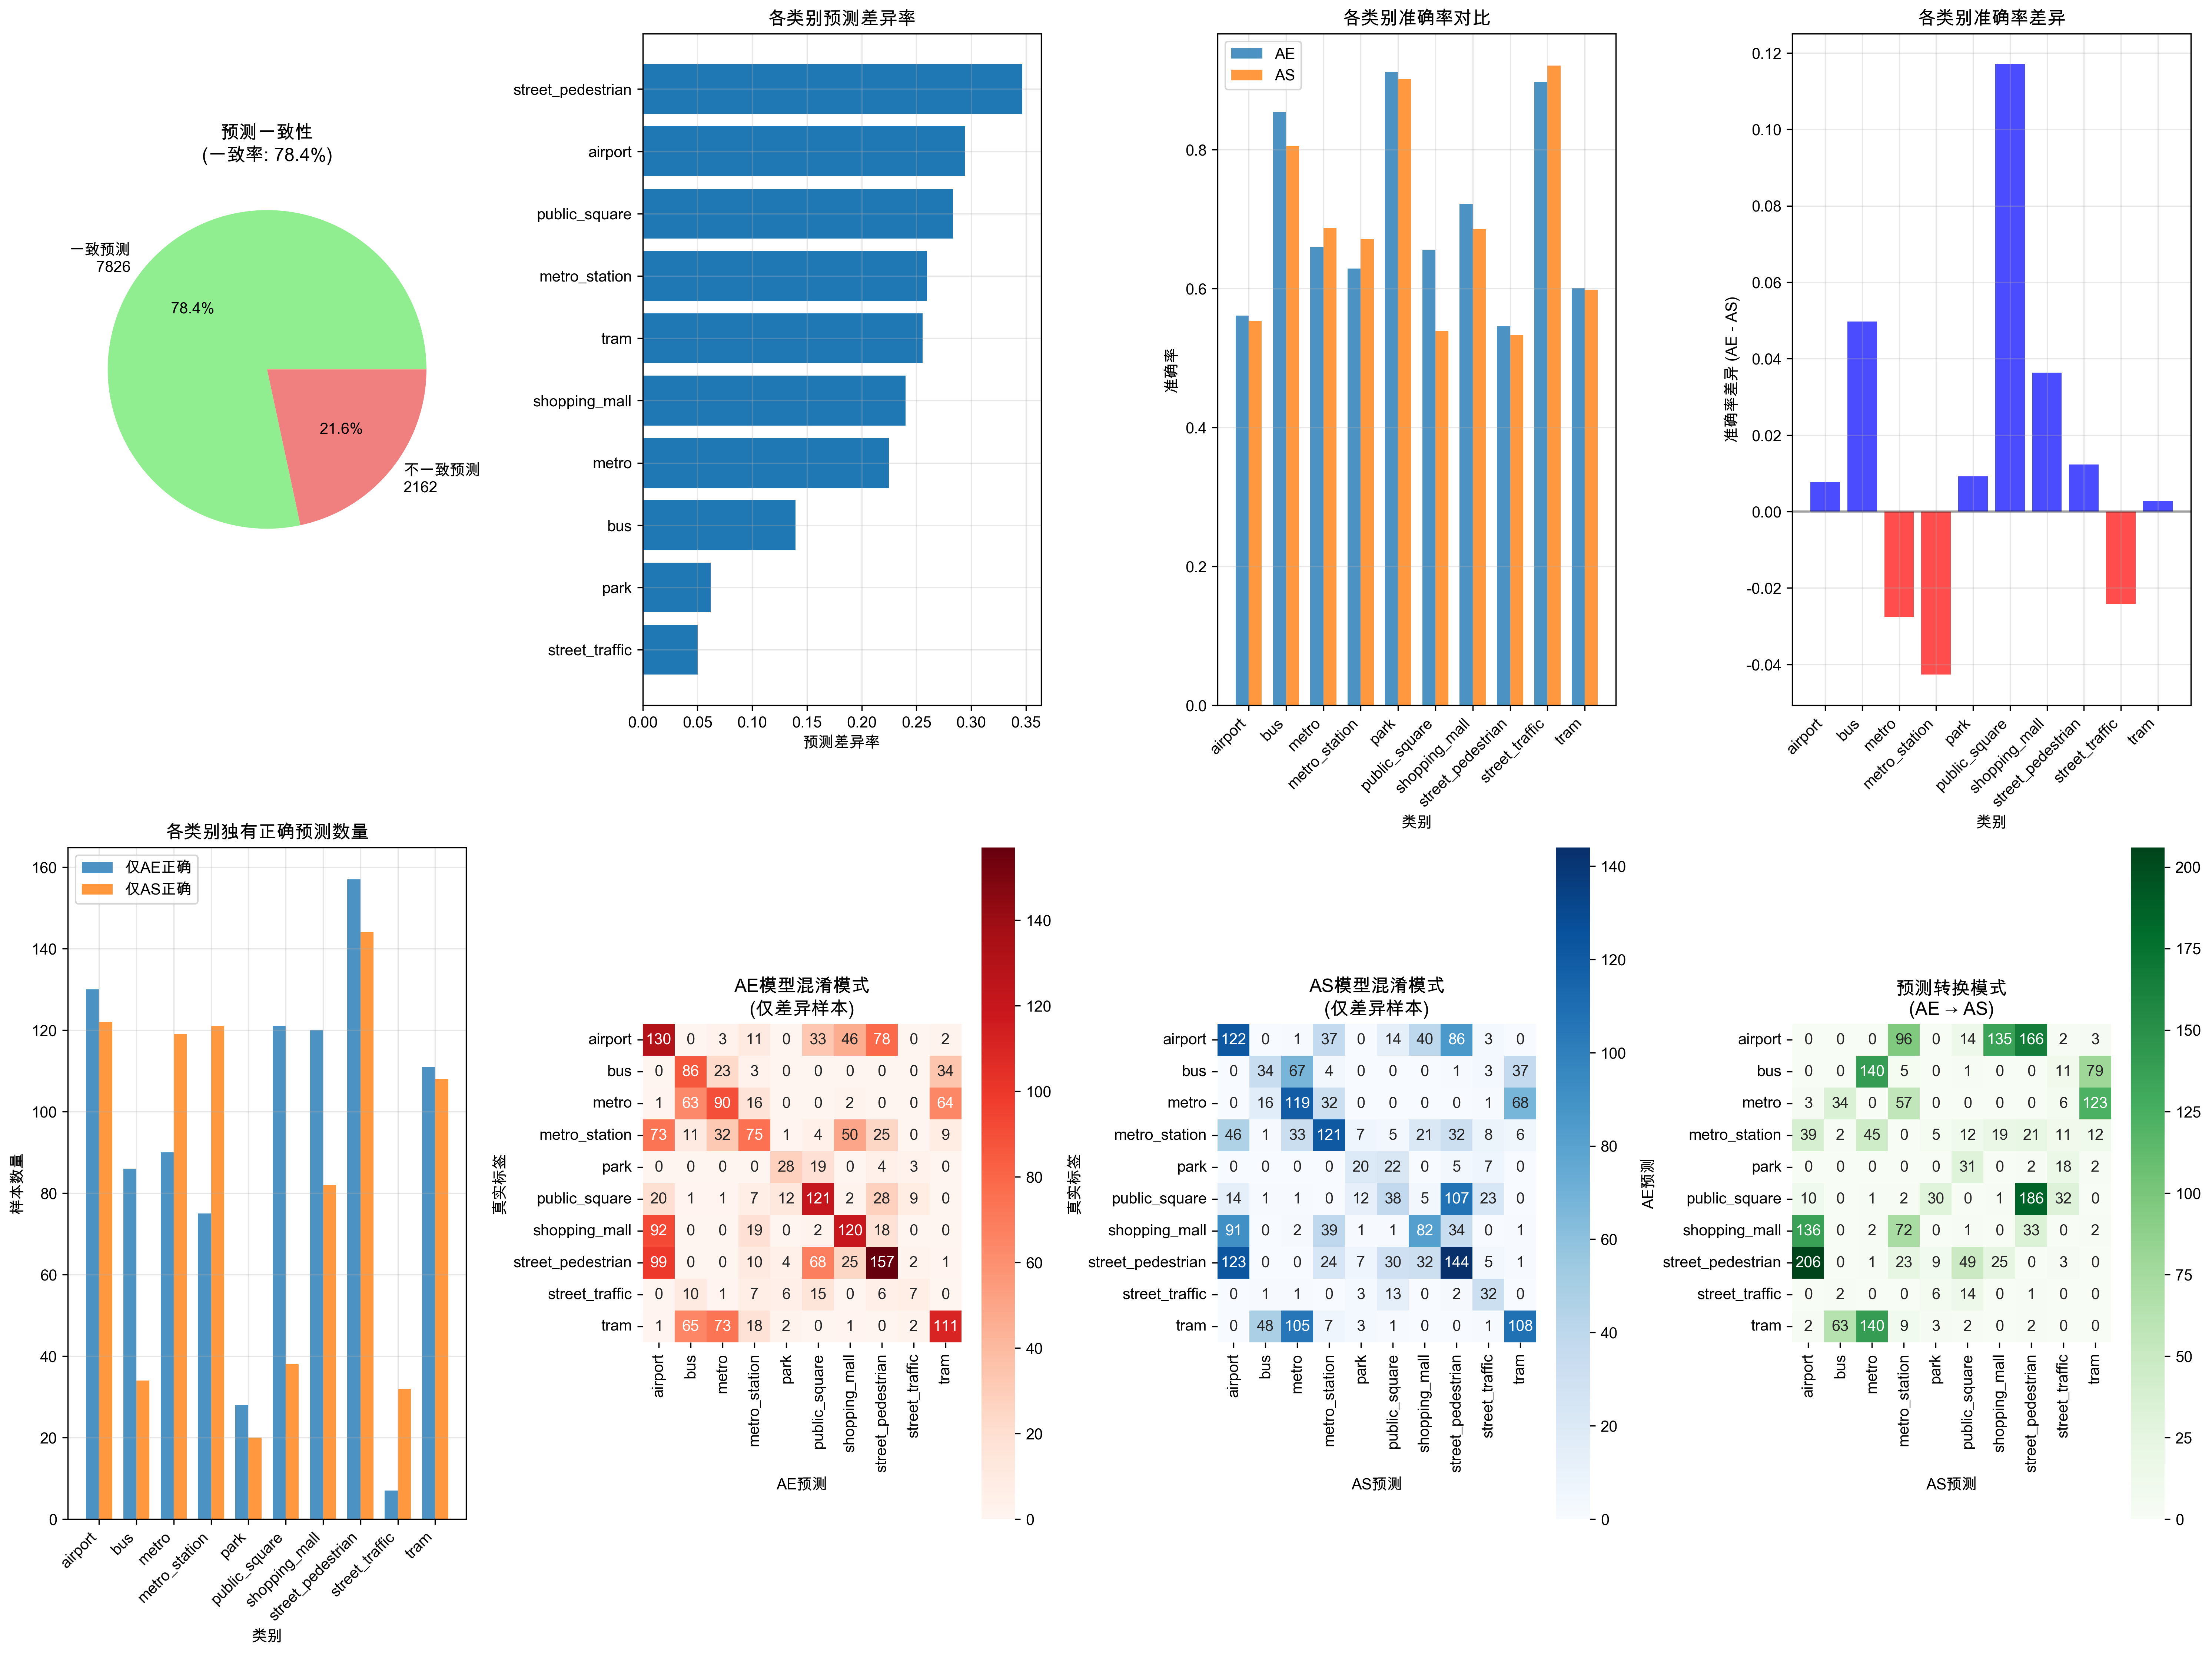 预测一致性
(一致率: 78.4%)
一致预测
7826
78.4%
21.6%
不一致预测
2162
各类别预测差异率
street_pedestrian
airport
public_square
metro_station
tram
shopping_mall
metro
bus
park
street_traffic
0.00 0.05 0.10 0.15 0.20 0.25 0.30 0.35
预测差异率
各类别准确率对比
AE
AS
准确率
0.8
0.6
0.4
0.2
0.0
airport bus metro metro_station park public_square shopping_mall street_pedestrian street_traffic tram
类别
各类别准确率差异
准确率差异 (AE - AS)
0.12
0.10
0.08
0.06
0.04
0.02
0.00
-0.02
-0.04
airport bus metro metro_station park public_square shopping_mall street_pedestrian street_traffic tram
类别
各类别独有正确预测数量
仅AE正确
仅AS正确
样本数量
160
140
120
100
80
60
40
20
0
airport bus metro metro_station park public_square shopping_mall street_pedestrian street_traffic tram
类别
AE模型混淆模式
(仅差异样本)
真实标签
airport 130 0 3 11 0 33 46 78 0 2
bus 0 86 23 3 0 0 0 0 0 34
metro 1 63 90 16 0 0 2 0 0 64
metro_station 73 11 32 75 1 4 50 25 0 9
park 0 0 0 0 28 19 0 4 3 0
public_square 20 1 1 7 12 121 2 28 9 0
shopping_mall 92 0 0 19 0 2 120 18 0 0
street_pedestrian 99 0 0 10 4 68 25 157 2 1
street_traffic 0 10 1 7 6 15 0 6 7 0
tram 1 65 73 18 2 0 1 0 2 111
airport bus metro metro_station park public_square shopping_mall street_pedestrian street_traffic tram
AE预测
140
120
100
80
60
40
20
0
AS模型混淆模式
(仅差异样本)
真实标签
airport 122 0 1 37 0 14 40 86 3 0
bus 0 34 67 4 0 0 0 1 3 37
metro 0 16 119 32 0 0 0 0 1 68
metro_station 46 1 33 121 7 5 21 32 8 6
park 0 0 0 0 20 22 0 5 7 0
public_square 14 1 1 0 12 38 5 107 23 0
shopping_mall 91 0 2 39 1 1 82 34 0 1
street_pedestrian 123 0 0 24 7 30 32 144 5 1
street_traffic 0 1 1 0 3 13 0 2 32 0
tram 0 48 105 7 3 1 0 0 1 108
airport bus metro metro_station park public_square shopping_mall street_pedestrian street_traffic tram
AS预测
140
120
100
80
60
40
20
0
预测转换模式
(AE → AS)
AE预测
airport 0 0 0 96 0 14 135 166 2 3
bus 0 0 140 5 0 1 0 0 11 79
metro 3 34 0 57 0 0 0 0 6 123
metro_station 39 2 45 0 5 12 19 21 11 12
park 0 0 0 0 0 31 0 2 18 2
public_square 10 0 1 2 30 0 1 186 32 0
shopping_mall 136 0 2 72 0 1 0 33 0 2
street_pedestrian 206 0 1 23 9 49 25 0 3 0
street_traffic 0 2 0 0 6 14 0 1 0 0
tram 2 63 140 9 3 2 0 2 0 0
airport bus metro metro_station park public_square shopping_mall street_pedestrian street_traffic tram
AS预测
200
175
150
125
100
75
50
25
0